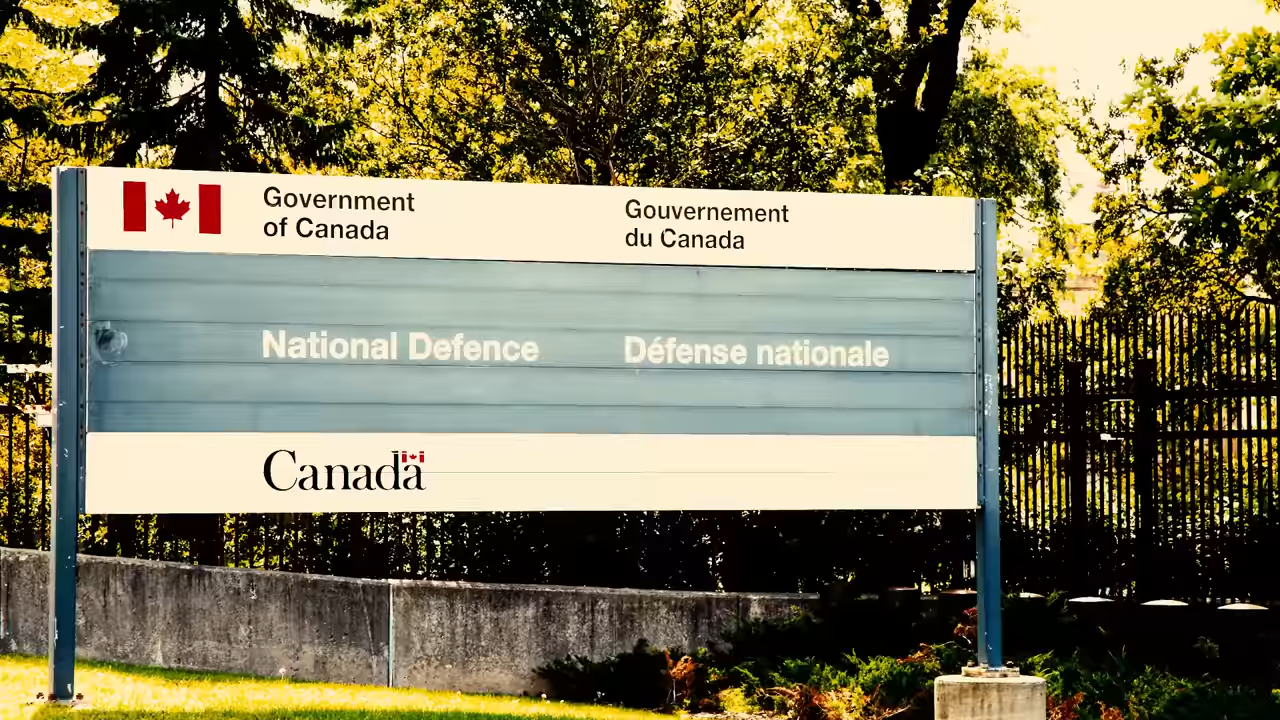 Government
of Canada
Gouvernement
du Canada
National Defence
Défense nationale
Canada